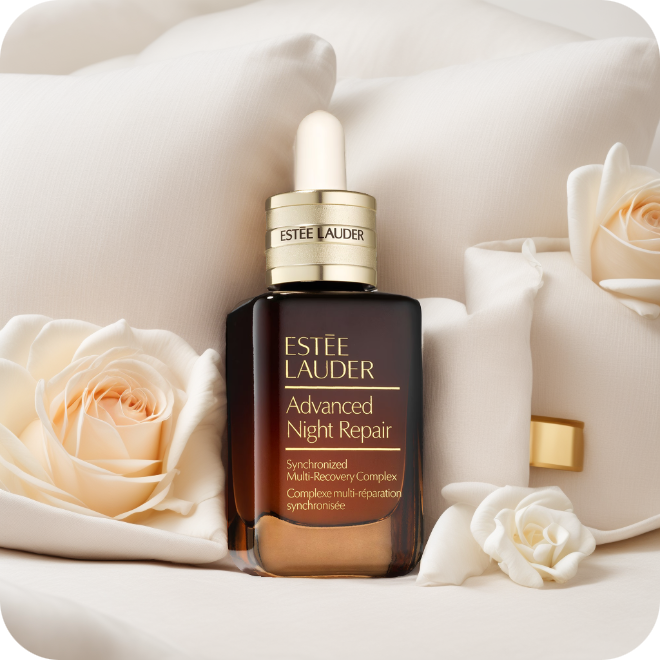 ESTĒE LAUDER
ESTĒE
LAUDER
Advanced
Night Repair
Synchronized
Multi-Recovery Complex
Complexe multi-réparation
synchronisée